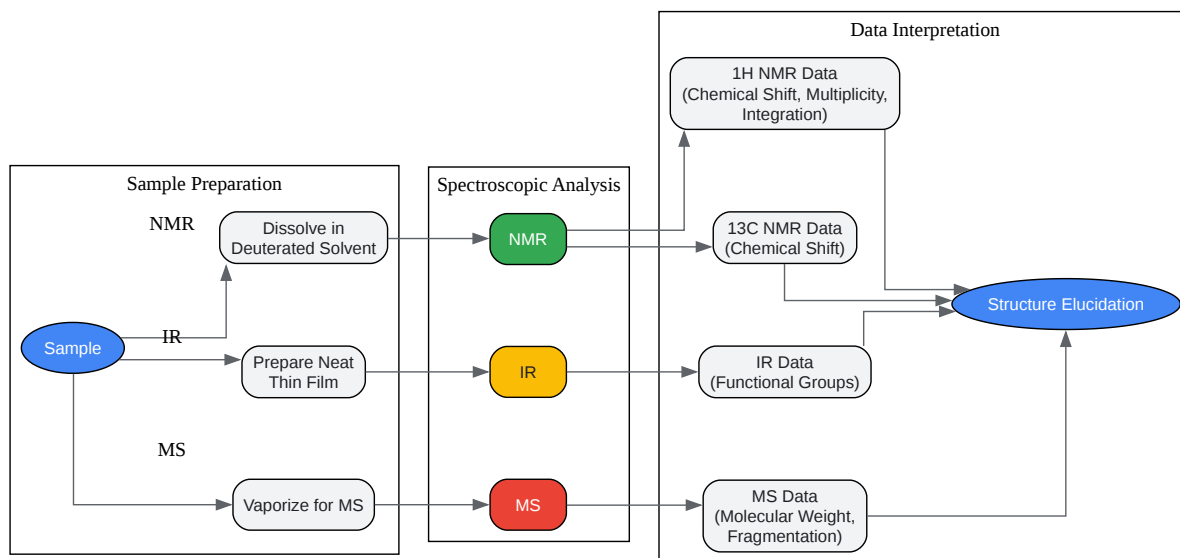 Data Interpretation
1H NMR Data
(Chemical Shift, Multiplicity,
Integration)
Sample Preparation
Spectroscopic Analysis
NMR
Dissolve in
Deuterated Solvent
NMR
13C NMR Data
(Chemical Shift)
Structure Elucidation
Sample
IR
Prepare Neat
Thin Film
IR
IR Data
(Functional Groups)
MS
Vaporize for MS
MS
MS Data
(Molecular Weight,
Fragmentation)